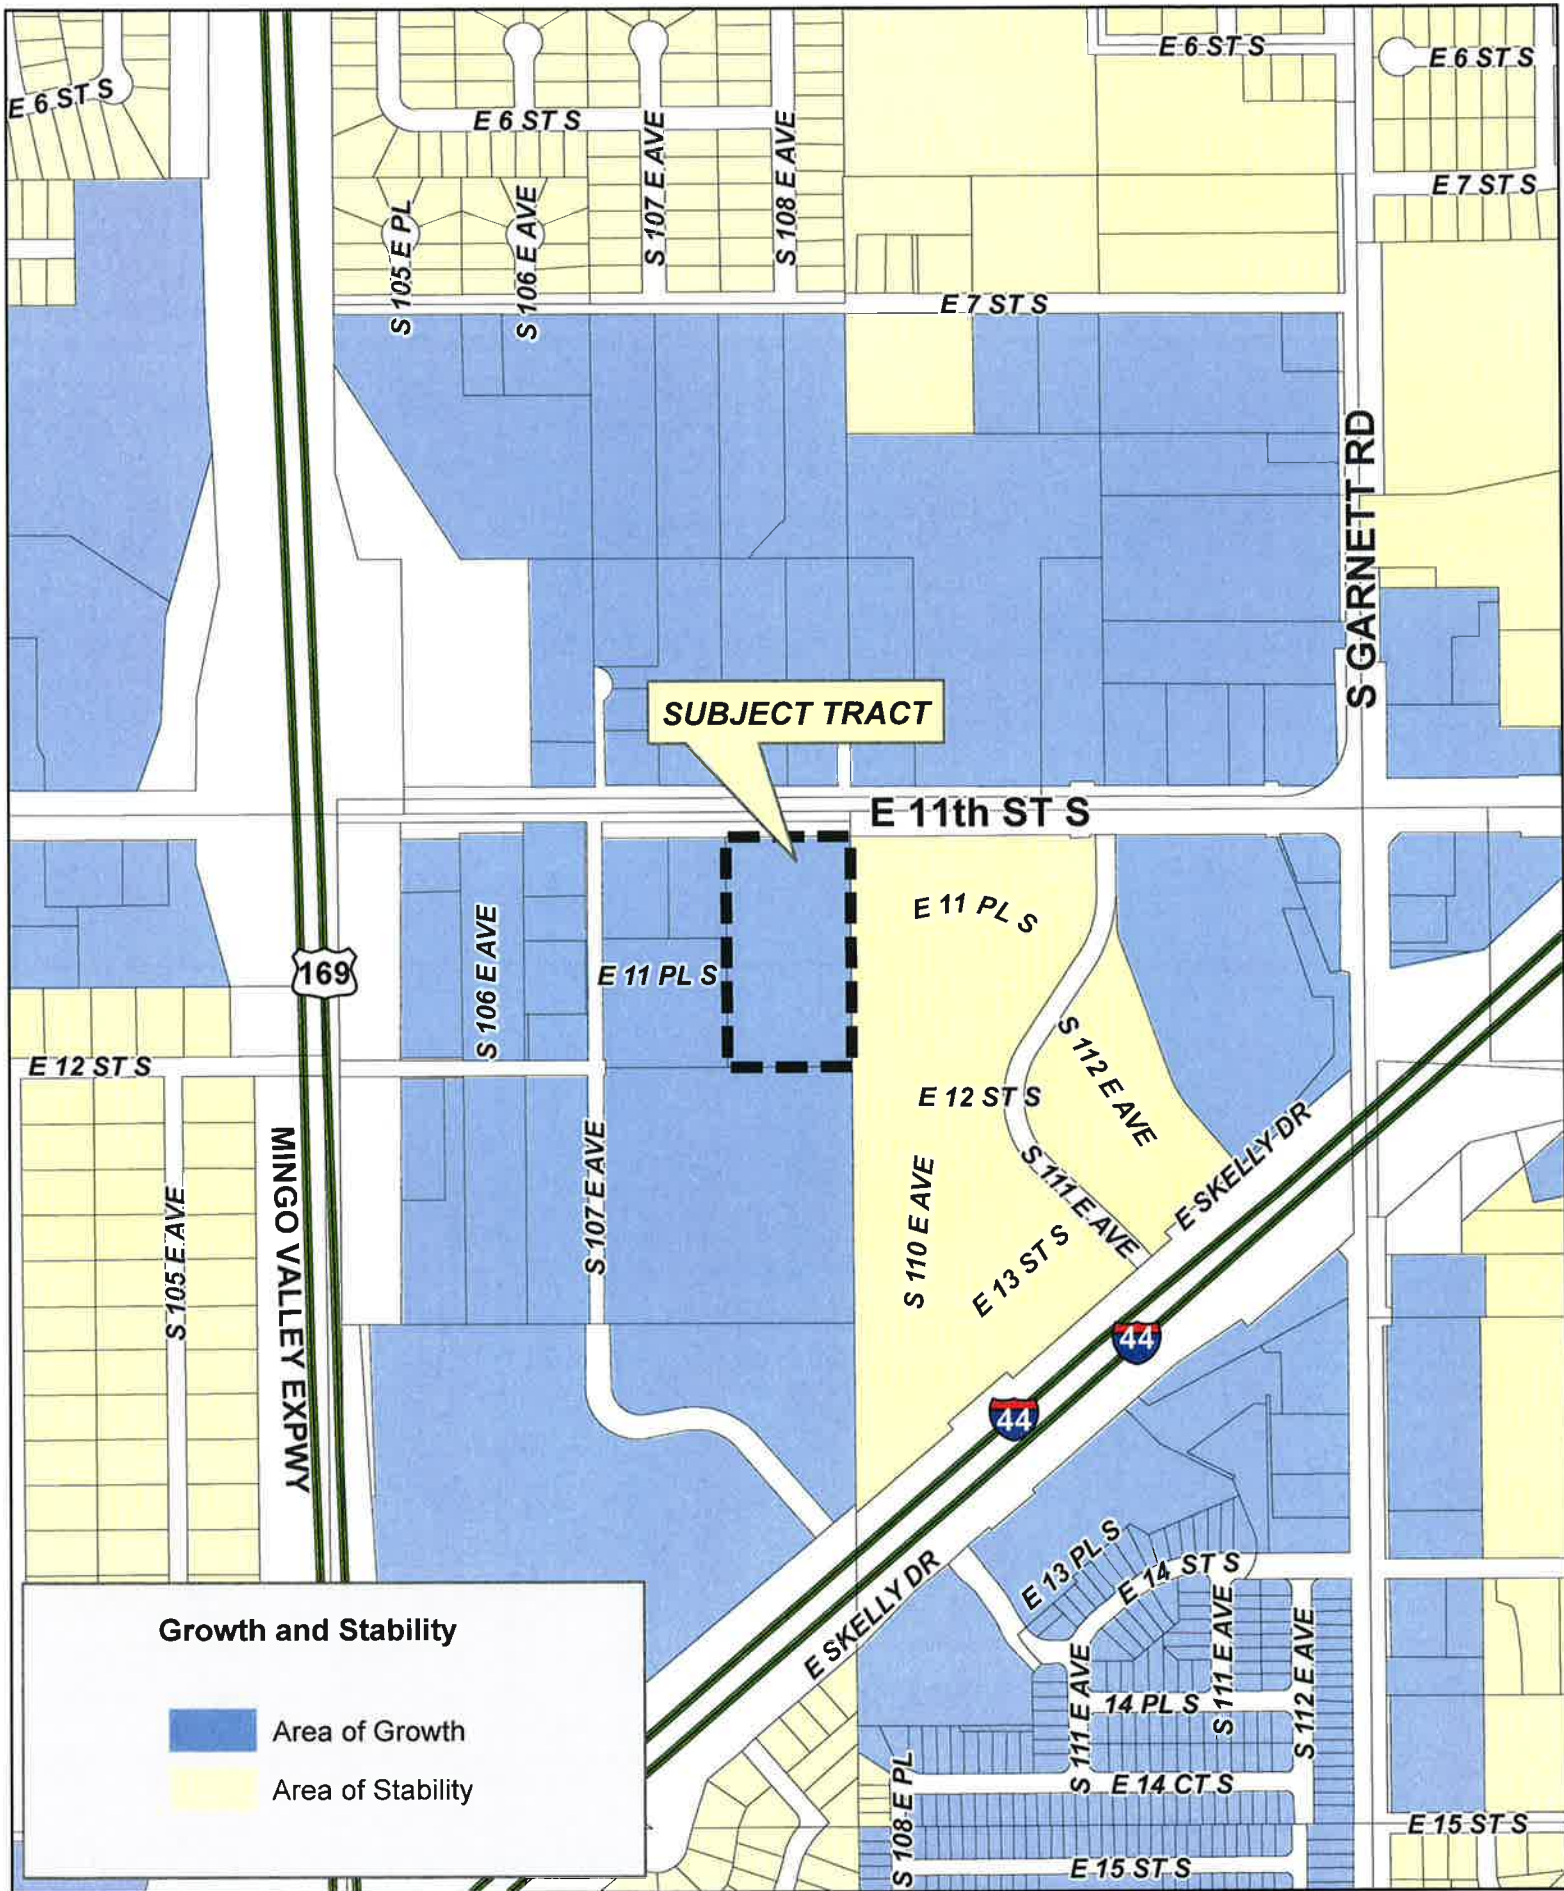 E 6 ST S
E 6 ST S
E 6 ST S
E 6 ST S
E 7 ST S
S 105 E PL
S 106 E AVE
S 107 E AVE
S 108 E AVE
E 7 ST S
S GARNETT RD
SUBJECT TRACT
E 11th ST S
E 11 PL S
S 106 E AVE
E 11 PL S
169
S 112 E AVE
E 12 ST S
E 12 ST S
S 105 E AVE
MINGO VALLEY EXPWY
S 107 E AVE
S 110 E AVE
S 111 E AVE
E SKELLY DR
E 13 ST S
44
44
E 13 PL S
E 14 ST S
E SKELLY DR
S 111 E AVE
S 111 E AVE
S 112 E AVE
14 PL S
E 14 CT S
S 108 E PL
E 15 ST S
E 15 ST S
Growth and Stability
Area of Growth
Area of Stability